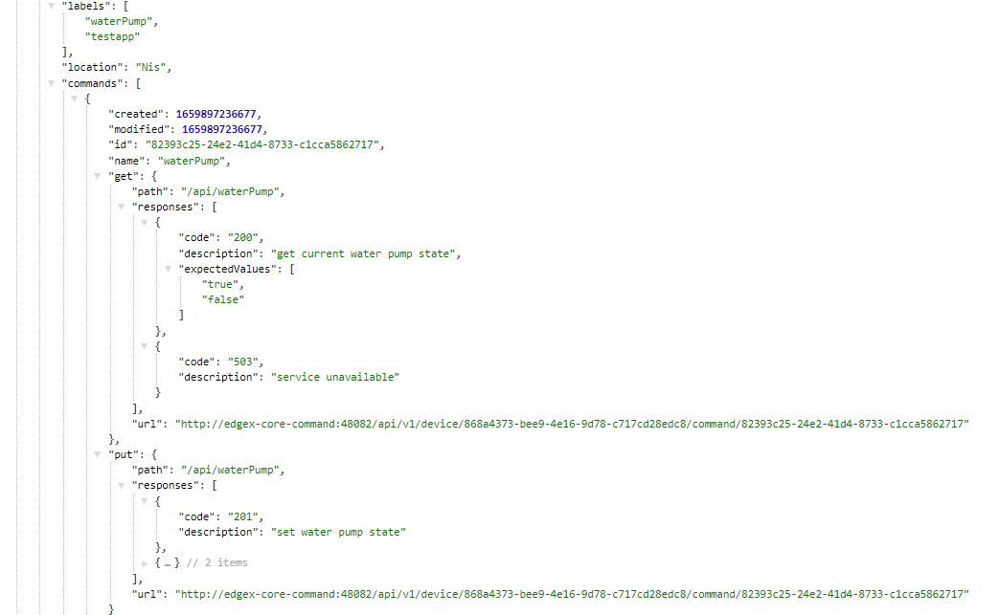 "labels": [
"waterPump",
"testapp"
],
"location": "Nis",
"commands": [
{
"created": 1659897236677,
"modified": 1659897236677,
"id": "82393c25-24e2-41d4-8733-c1cca5862717",
"name": "waterPump",
"get": {
"path": "/api/waterPump",
"responses": [
{
"code": "200",
"description": "get current water pump state",
"expectedValues": [
"true",
"false"
]
},
{
"code": "503",
"description": "service unavailable"
}
],
"url": "http://edgex-core-command:48082/api/v1/device/868a4373-bee9-4e16-9d78-c717cd28edc8/command/82393c25-24e2-41d4-8733-c1cca5862717"
},
"put": {
"path": "/api/waterPump",
"responses": [
{
"code": "201",
"description": "set water pump state"
},
{…} // 2 items
],
"url": "http://edgex-core-command:48082/api/v1/device/868a4373-bee9-4e16-9d78-c717cd28edc8/command/82393c25-24e2-41d4-8733-c1cca5862717"
}